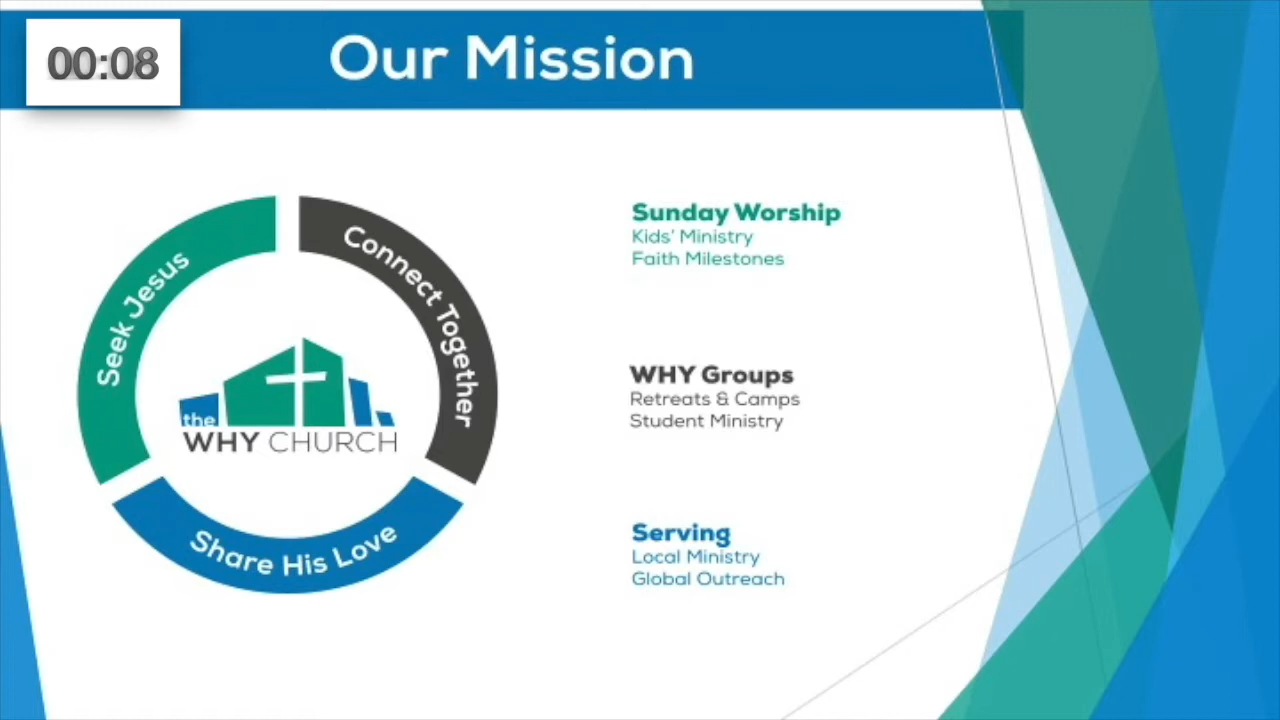 00:08
Our Mission
Seek Jesus
Connect Together
Share His Love
the
WHY CHURCH
Sunday Worship
Kids' Ministry
Faith Milestones
WHY Groups
Retreats & Camps
Student Ministry
Serving
Local Ministry
Global Outreach